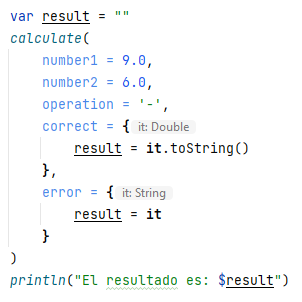 var result = ""
calculate(
    number1 = 9.0,
    number2 = 6.0,
    operation = '-',
    correct = { it: Double
        result = it.toString()
    },
    error = { it: String
        result = it
    }
)
println("El resultado es: $result")